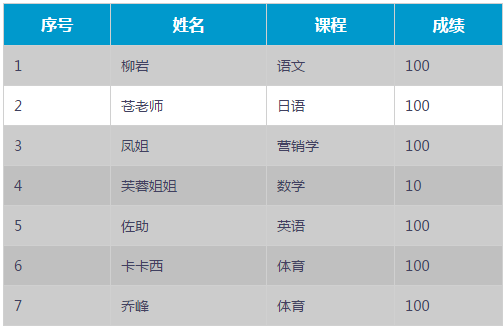 序号 姓名 课程 成绩
1 柳岩 语文 100
2 苍老师 日语 100
3 凤姐 营销学 100
4 芙蓉姐姐 数学 10
5 佐助 英语 100
6 卡卡西 体育 100
7 乔峰 体育 100